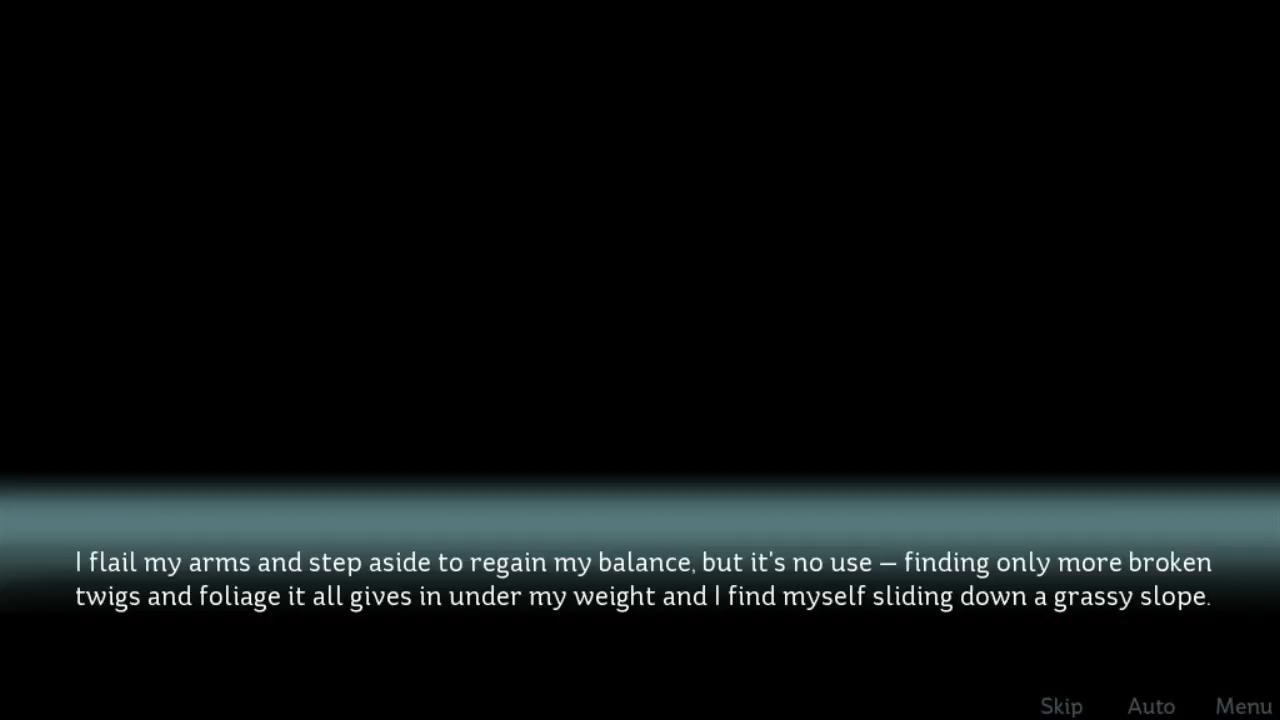 I flail my arms and step aside to regain my balance, but it's no use – finding only more broken
twigs and foliage it all gives in under my weight and I find myself sliding down a grassy slope.
Skip Auto Menu